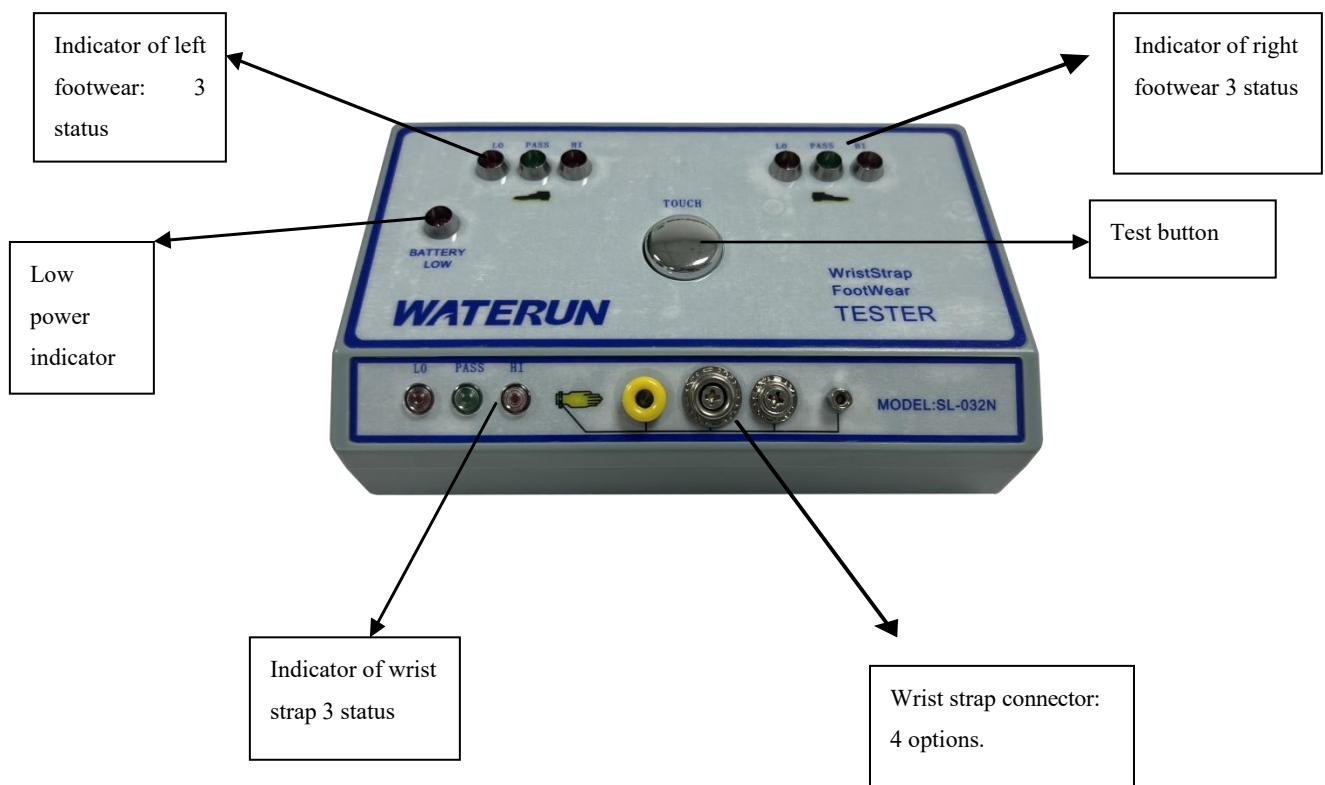 Indicator of left
footwear: 3
status
Indicator of right
footwear 3 status
LO PASS HI
LO PASS HI
TOUCH
Test button
BATTERY
LOW
Low
power
indicator
WristStrap
FootWear
TESTER
WATERUN
LO PASS HI
MODEL:SL-032N
Indicator of wrist
strap 3 status
Wrist strap connector:
4 options.